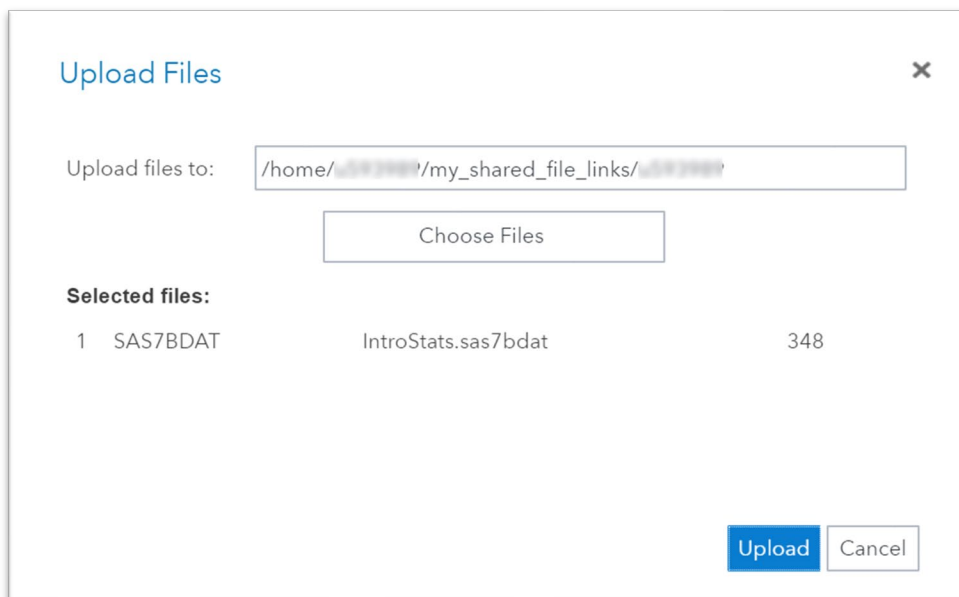 Upload Files
Upload files to: /home/ /my_shared_file_links/
Choose Files
Selected files:
1 SAS7BDAT IntroStats.sas7bdat 348
Upload Cancel